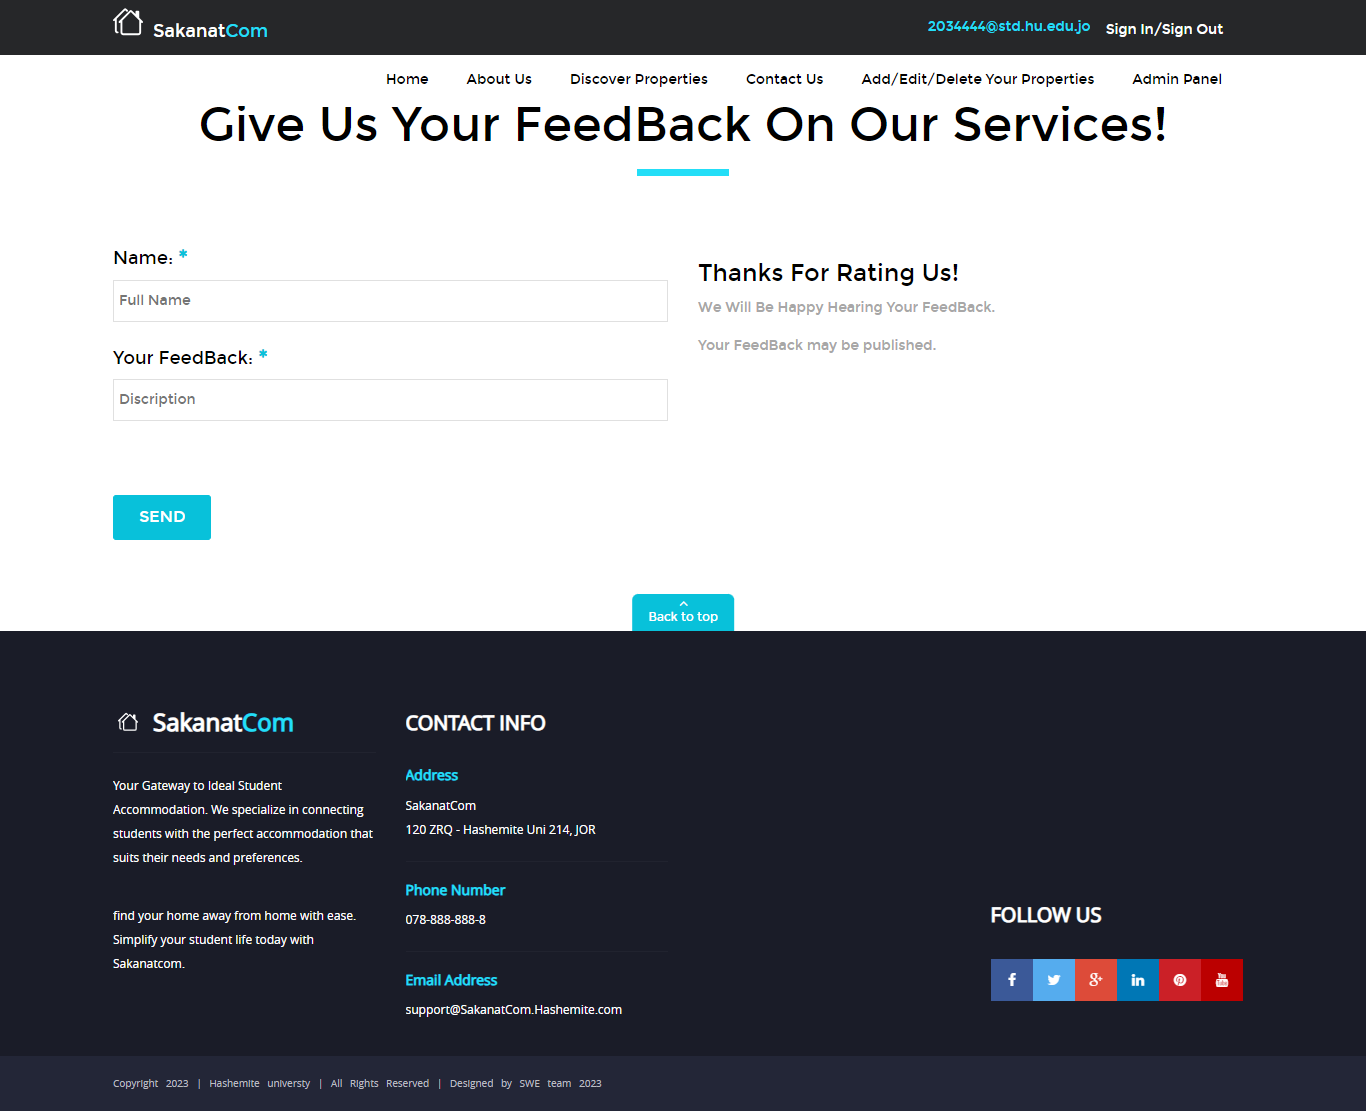 SakanatCom
2034444@std.hu.edu.jo
Sign In/Sign Out
Home About Us Discover Properties Contact Us Add/Edit/Delete Your Properties Admin Panel
Give Us Your FeedBack On Our Services!
Name: *
Full Name
Your FeedBack: *
Discription
SEND
Thanks For Rating Us!
We Will Be Happy Hearing Your FeedBack.
Your FeedBack may be published.
Back to top
SakanatCom
Your Gateway to Ideal Student
Accommodation. We specialize in connecting
students with the perfect accommodation that
suits their needs and preferences.
find your home away from home with ease.
Simplify your student life today with
Sakanatcom.
CONTACT INFO
Address
SakanatCom
120 ZRQ - Hashemite Uni 214, JOR
Phone Number
078-888-888-8
Email Address
support@SakanatCom.Hashemite.com
FOLLOW US
f g+ in You Tube
Copyright 2023 | Hashemite universty | All Rights Reserved | Designed by SWE team 2023